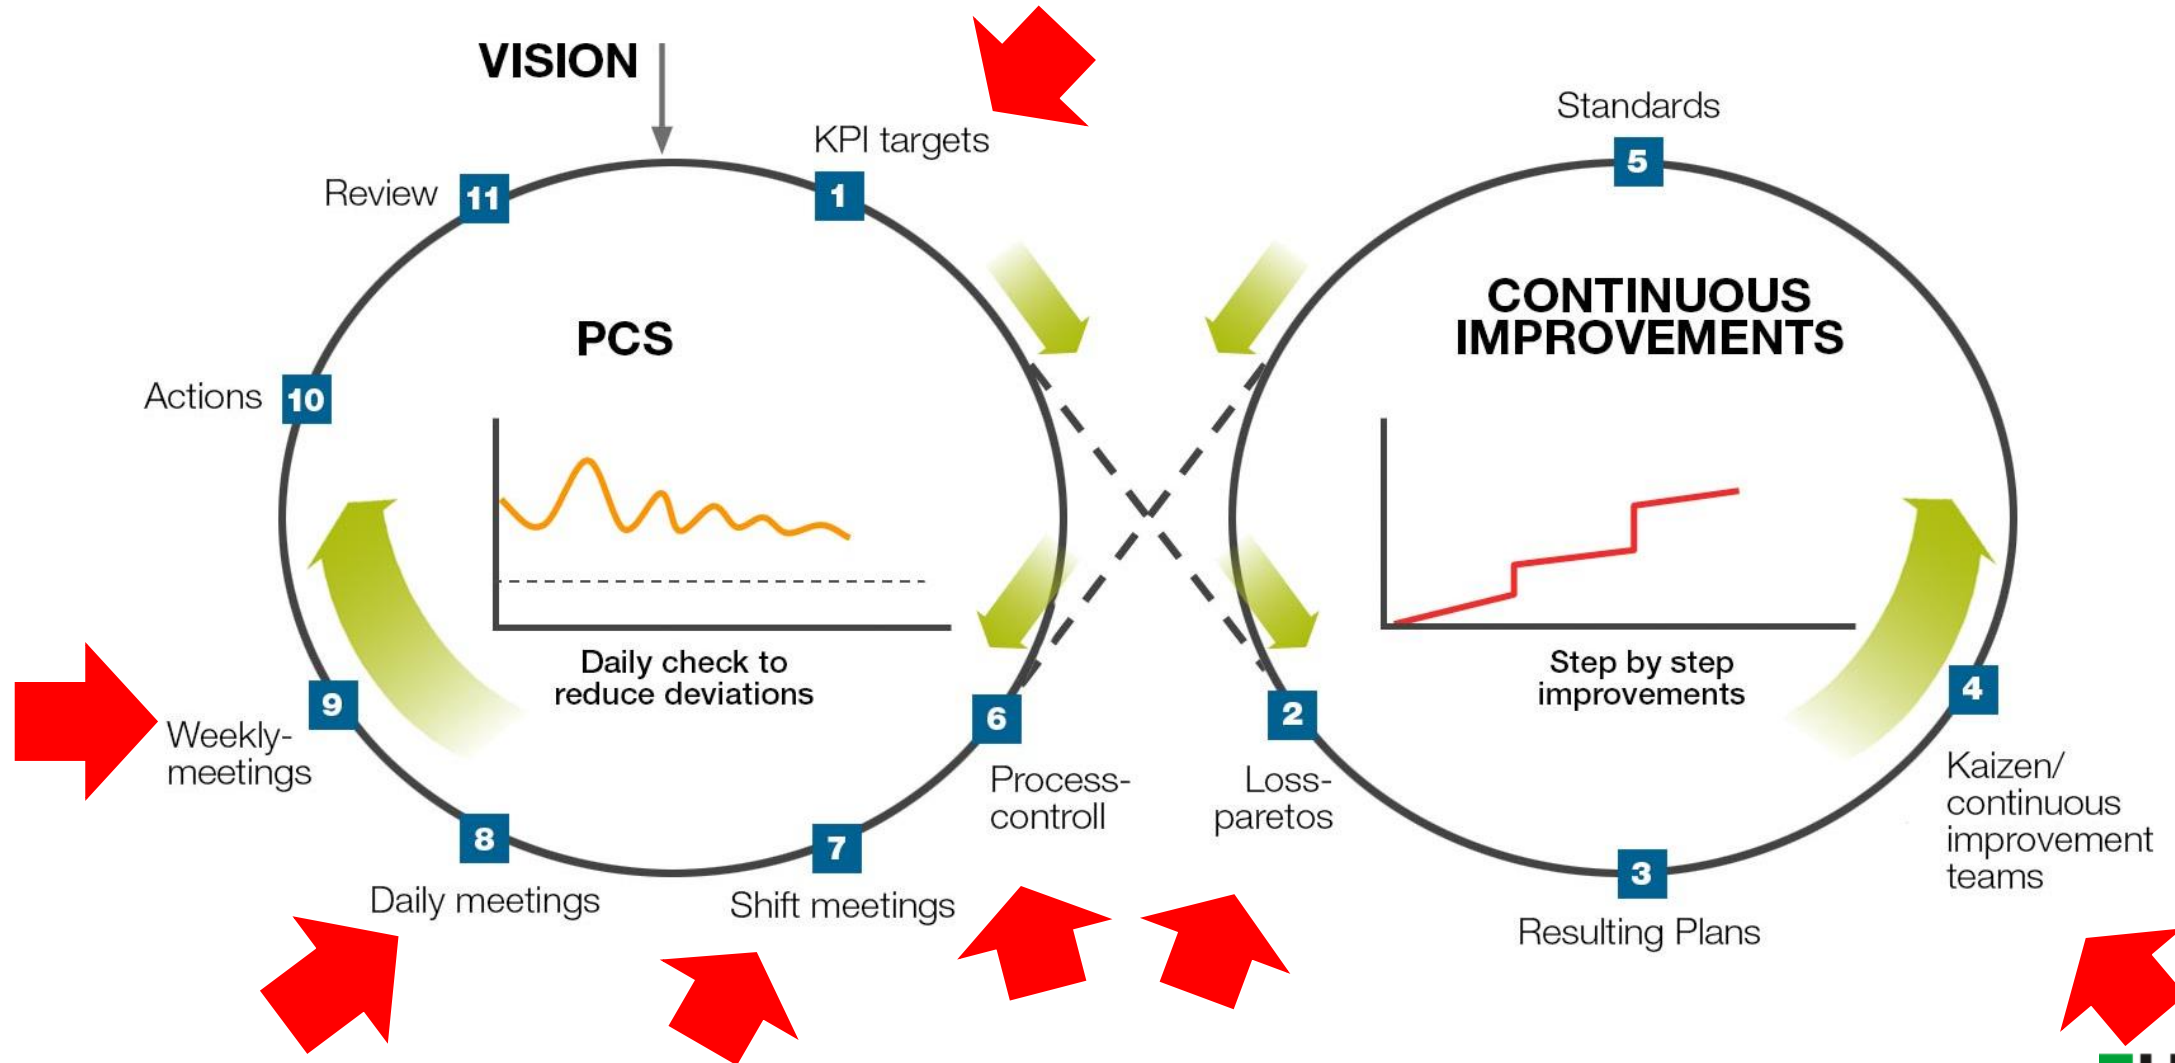 VISION
KPI targets
1
Review
11
PCS
Actions
10
Daily check to
reduce deviations
9
Weekly-
meetings
8
Daily meetings
7
Shift meetings
6
Process-
controll
Standards
5
CONTINUOUS
IMPROVEMENTS
Step by step
improvements
2
Loss-
paretos
3
Resulting Plans
4
Kaizen/
continuous
improvement
teams